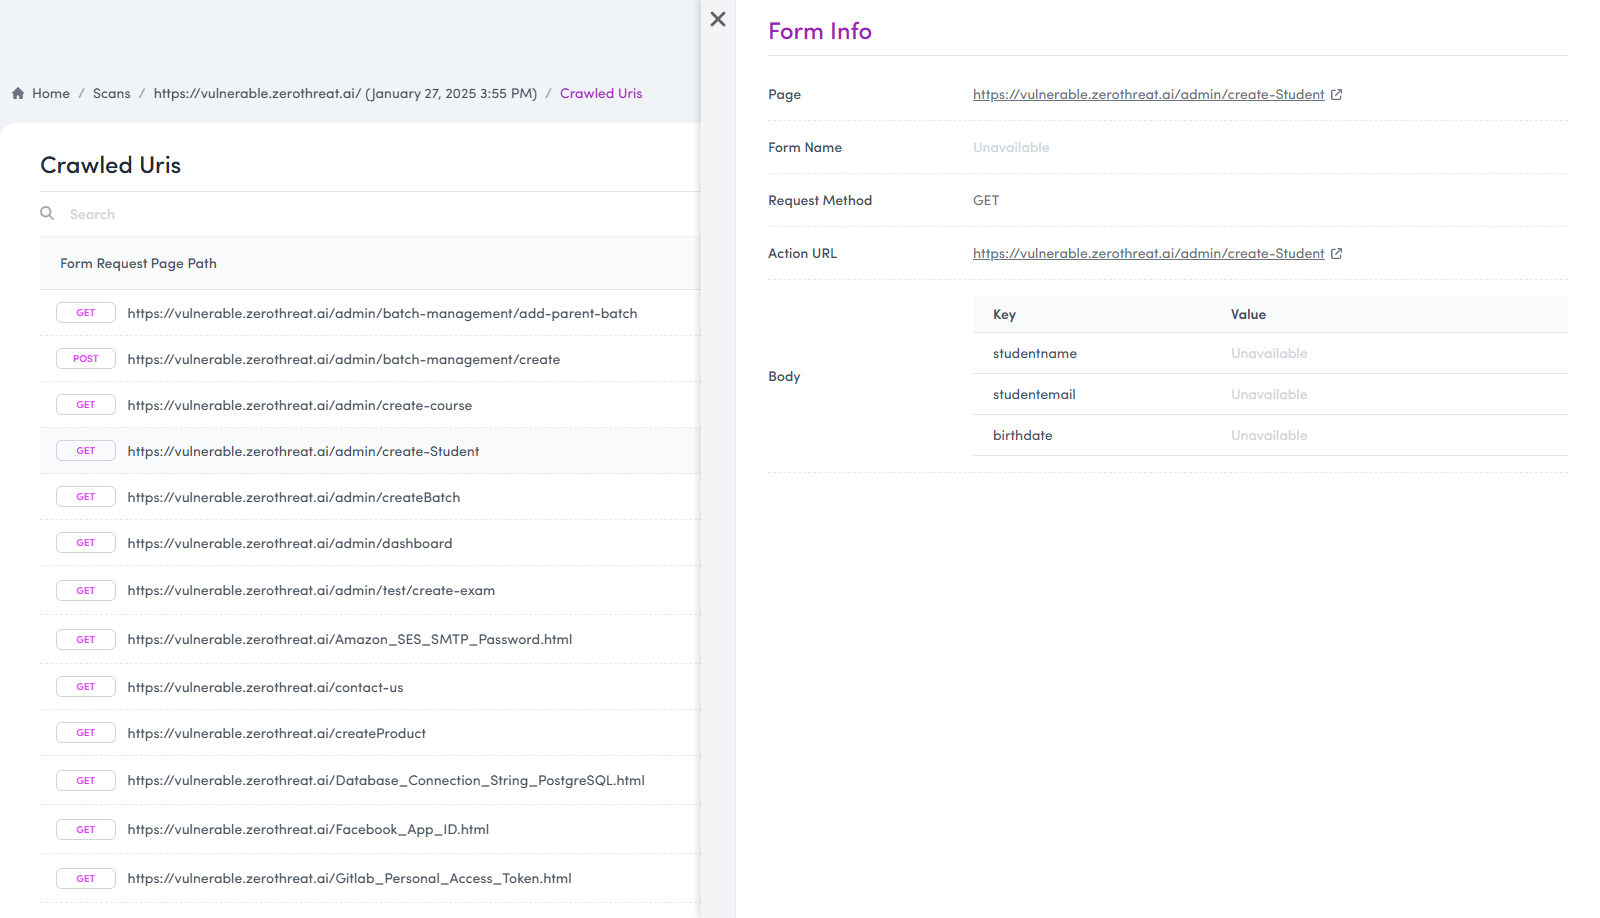 Home / Scans / https://vulnerable.zerothreat.ai/ (January 27, 2025 3:55 PM) / Crawled Uris
Crawled Uris
Search
Form Request Page Path
GET https://vulnerable.zerothreat.ai/admin/batch-management/add-parent-batch
POST https://vulnerable.zerothreat.ai/admin/batch-management/create
GET https://vulnerable.zerothreat.ai/admin/create-course
GET https://vulnerable.zerothreat.ai/admin/create-Student
GET https://vulnerable.zerothreat.ai/admin/createBatch
GET https://vulnerable.zerothreat.ai/admin/dashboard
GET https://vulnerable.zerothreat.ai/admin/test/create-exam
GET https://vulnerable.zerothreat.ai/Amazon_SES_SMTP_Password.html
GET https://vulnerable.zerothreat.ai/contact-us
GET https://vulnerable.zerothreat.ai/createProduct
GET https://vulnerable.zerothreat.ai/Database_Connection_String_PostgreSQL.html
GET https://vulnerable.zerothreat.ai/Facebook_App_ID.html
GET https://vulnerable.zerothreat.ai/Gitlab_Personal_Access_Token.html
Form Info
Page https://vulnerable.zerothreat.ai/admin/create-Student
Form Name Unavailable
Request Method GET
Action URL https://vulnerable.zerothreat.ai/admin/create-Student
Body
Key Value
studentname Unavailable
studentemail Unavailable
birthdate Unavailable